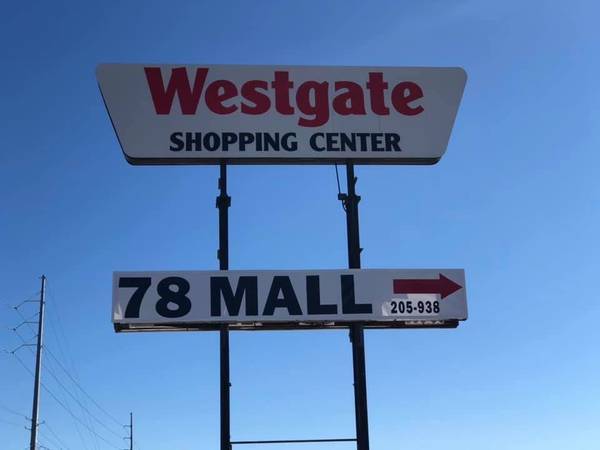 Westgate
SHOPPING CENTER
78 MALL
205-938